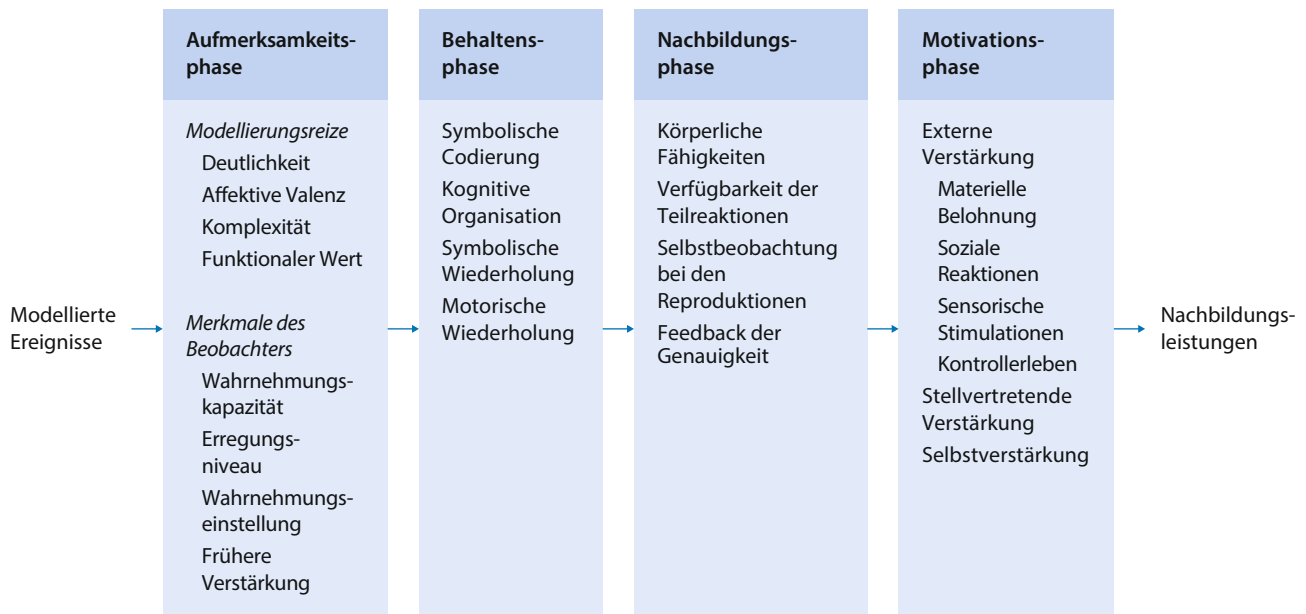 Modellierte
Ereignisse
Aufmerksamkeits-
phase
Modellierungsreize
Deutlichkeit
Affektive Valenz
Komplexität
Funktionaler Wert
Merkmale des
Beobachters
Wahrnehmungs-
kapazität
Erregungs-
niveau
Wahrnehmungs-
einstellung
Frühere
Verstärkung
Behaltens-
phase
Symbolische
Codierung
Kognitive
Organisation
Symbolische
Wiederholung
Motorische
Wiederholung
Nachbildungs-
phase
Körperliche
Fähigkeiten
Verfügbarkeit der
Teilreaktionen
Selbstbeobachtung
bei den
Reproduktionen
Feedback der
Genauigkeit
Motivations-
phase
Externe
Verstärkung
Materielle
Belohnung
Soziale
Reaktionen
Sensorische
Stimulationen
Kontrollerleben
Stellvertretende
Verstärkung
Selbstverstärkung
Nachbildungs-
leistungen